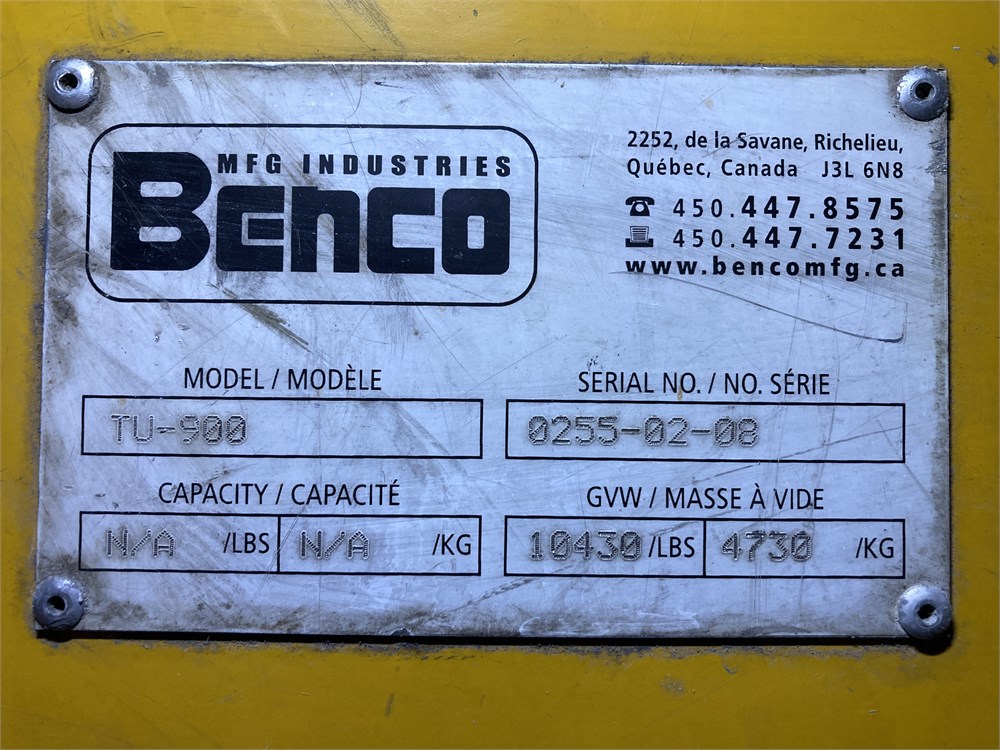 MFG INDUSTRIES
BENCO
2252, de la Savane, Richelieu,
Québec, Canada J3L 6N8
450.447.8575
450.447.7231
www.bencomfg.ca
MODEL / MODÈLE
TU-900
SERIAL NO. / NO. SÉRIE
0255-02-08
CAPACITY / CAPACITÉ
N/A /LBS N/A /KG
GVW / MASSE À VIDE
10430 /LBS 4730 /KG